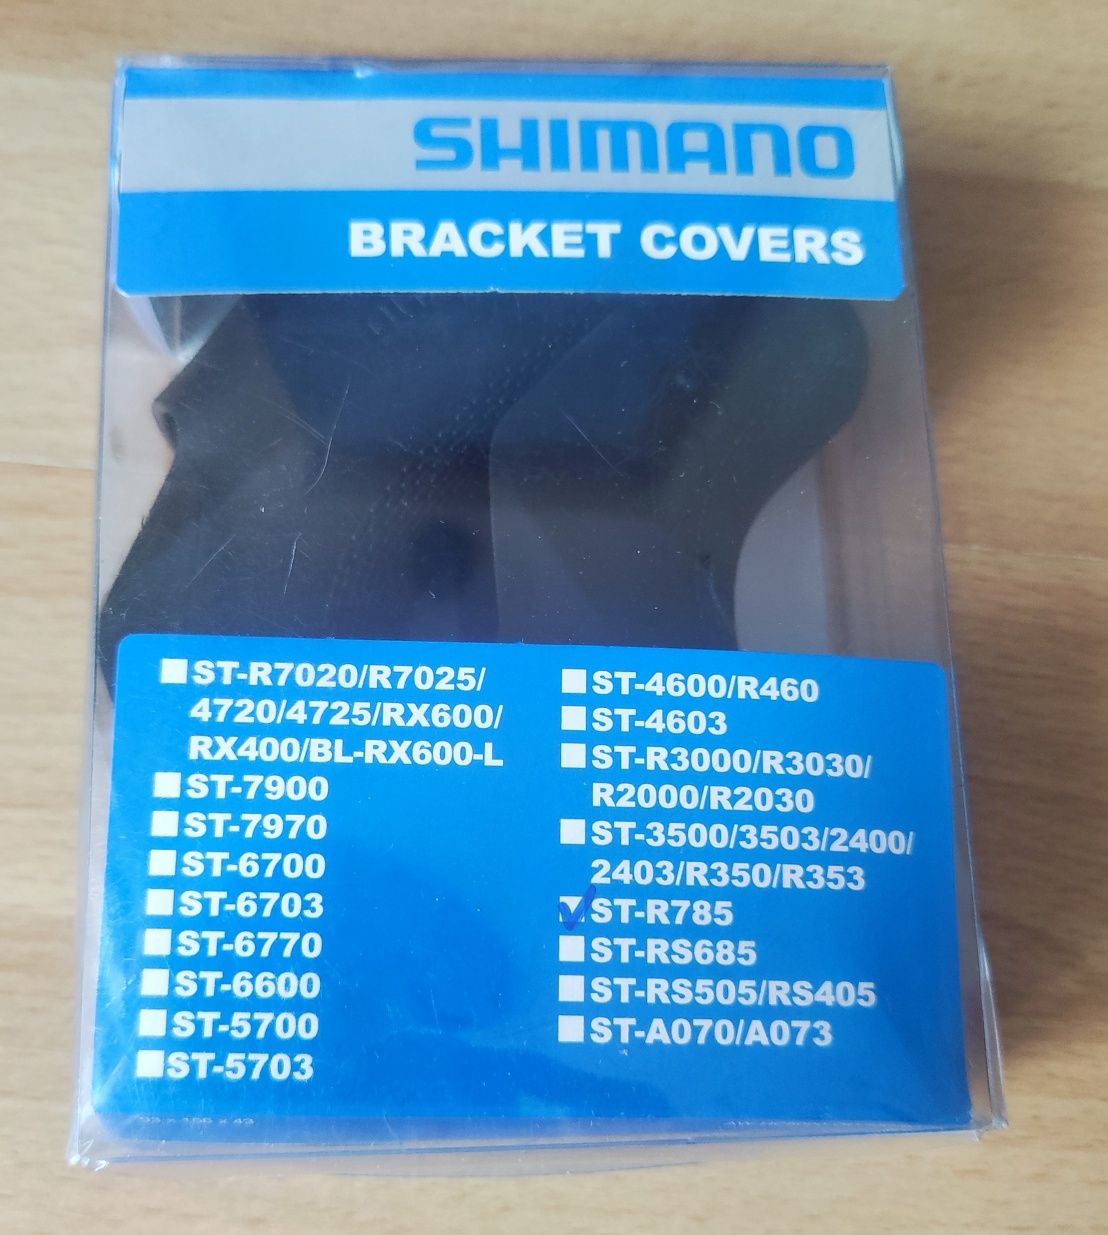 SHIMANO
BRACKET COVERS
ST-R7020/R7025/
4720/4725/RX600/
RX400/BL-RX600-L
ST-7900
ST-7970
ST-6700
ST-6703
ST-6770
ST-6600
ST-5700
ST-5703
ST-4600/R460
ST-4603
ST-R3000/R3030/
R2000/R2030
ST-3500/3503/2400/
2403/R350/R353
ST-R785
ST-RS685
ST-RS505/RS405
ST-A070/A073